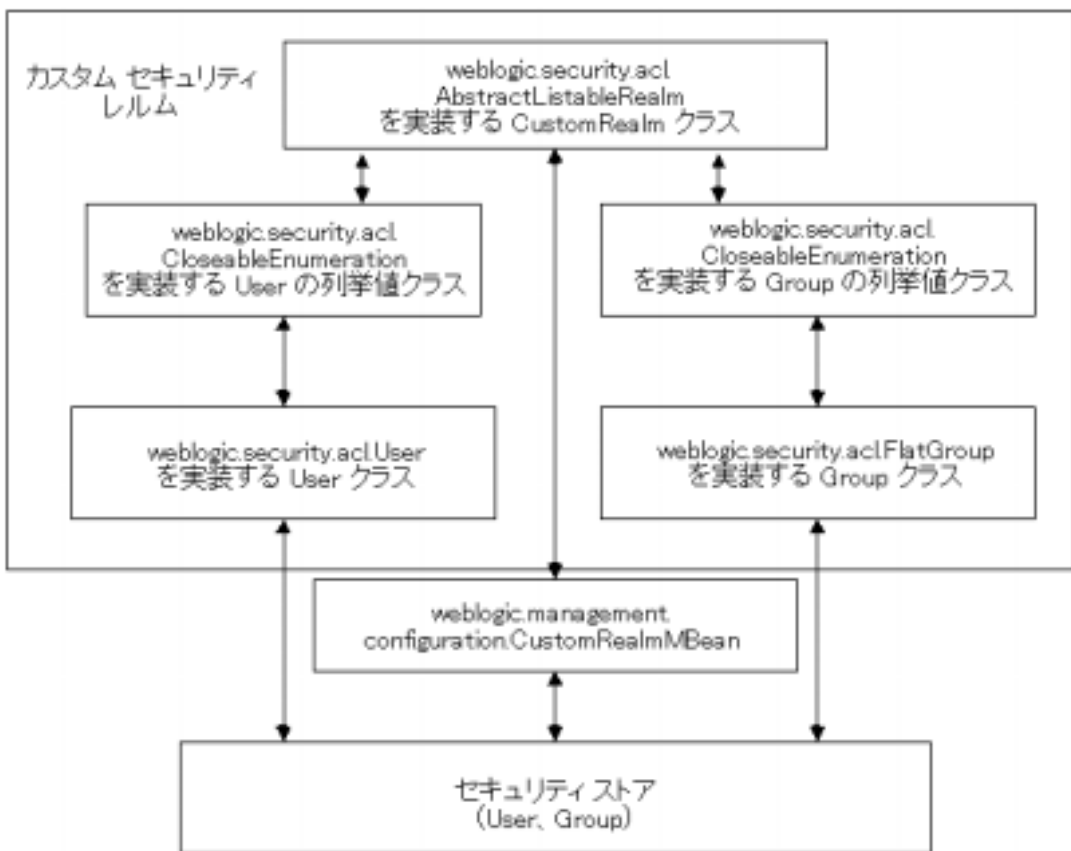 カスタム セキュリティ
レルム
weblogic.security.acl.
AbstractListableRealm
を実装する CustomRealm クラス
weblogic.security.acl.
CloseableEnumeration
を実装する User の列挙値クラス
weblogic.security.acl.
CloseableEnumeration
を実装する Group の列挙値クラス
weblogic.security.acl.User
を実装する User クラス
weblogic.security.acl.FlatGroup
を実装する Group クラス
weblogic.management.
configuration.CustomRealmMBean
セキュリティ ストア
(User、Group)